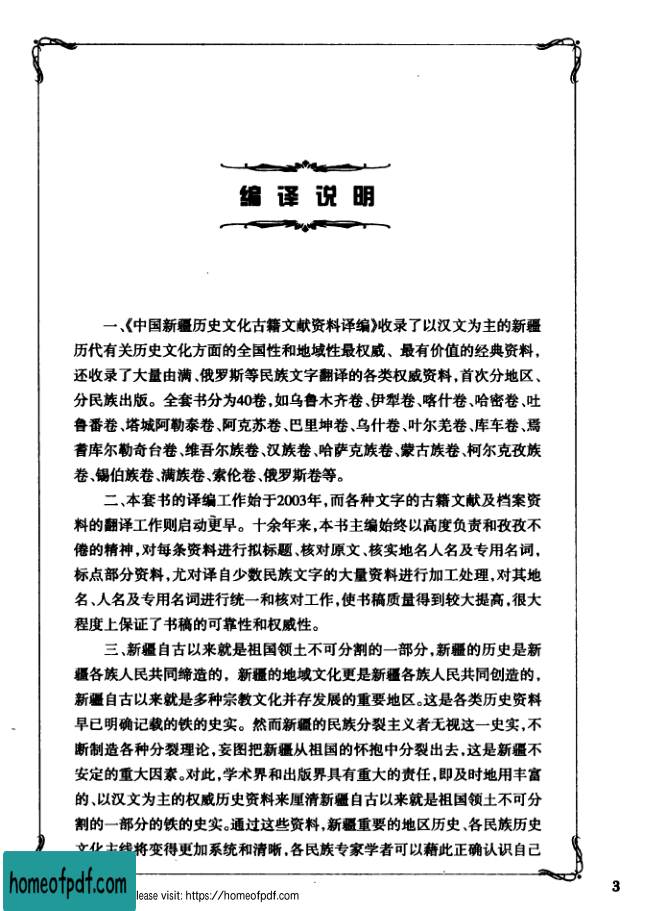 编译说明
一、《中国新疆历史文化古籍文献资料译编》收录了以汉文为主的新疆
历代有关历史文化方面的全国性和地域性最权威、最有价值的经典资料,
还收录了大量由满、俄罗斯等民族文字翻译的各类权威资料,首次分地区、
分民族出版。全套书分为40卷,如乌鲁木齐卷、伊犁卷、喀什卷、哈密卷、吐
鲁番卷、塔城阿勒泰卷、阿克苏卷、巴里坤卷、乌什卷、叶尔羌卷、库车卷、焉
耆库尔勒奇台卷、维吾尔族卷、汉族卷、哈萨克族卷、蒙古族卷、柯尔克孜族
卷、锡伯族卷、满族卷、索伦卷、俄罗斯卷等。
二、本套书的译编工作始于2003年,而各种文字的古籍文献及档案资
料的翻译工作则启动更早。十余年来,本书主编始终以高度负责和孜孜不
倦的精神,对每条资料进行拟标题、核对原文、核实地名人名及专用名词,
标点部分资料,尤对译自少数民族文字的大量资料进行加工处理,对其地
名、人名及专用名词进行统一和核对工作,使书稿质量得到较大提高,很大
程度上保证了书稿的可靠性和权威性。
三、新疆自古以来就是祖国领土不可分割的一部分,新疆的历史是新
疆各族人民共同缔造的,新疆的地域文化更是新疆各族人民共同创造的,
新疆自古以来就是多种宗教文化并存发展的重要地区。这是各类历史资料
早已明确记载的铁的史实。然而新疆的民族分裂主义者无视这一史实,不
断制造各种分裂理论,妄图把新疆从祖国的怀抱中分裂出去,这是新疆不
安定的重大因素。对此,学术界和出版界具有重大的责任,即及时地用丰富
的、以汉文为主的权威历史资料来厘清新疆自古以来就是祖国领土不可分
割的一部分的铁的史实。通过这些资料,新疆重要的地区历史、各民族历史
文化主线将变得更加系统和清晰,各民族专家学者可以藉此正确认识自己
homeofpdf.com
lease visit: https://homeofpdf.com
3